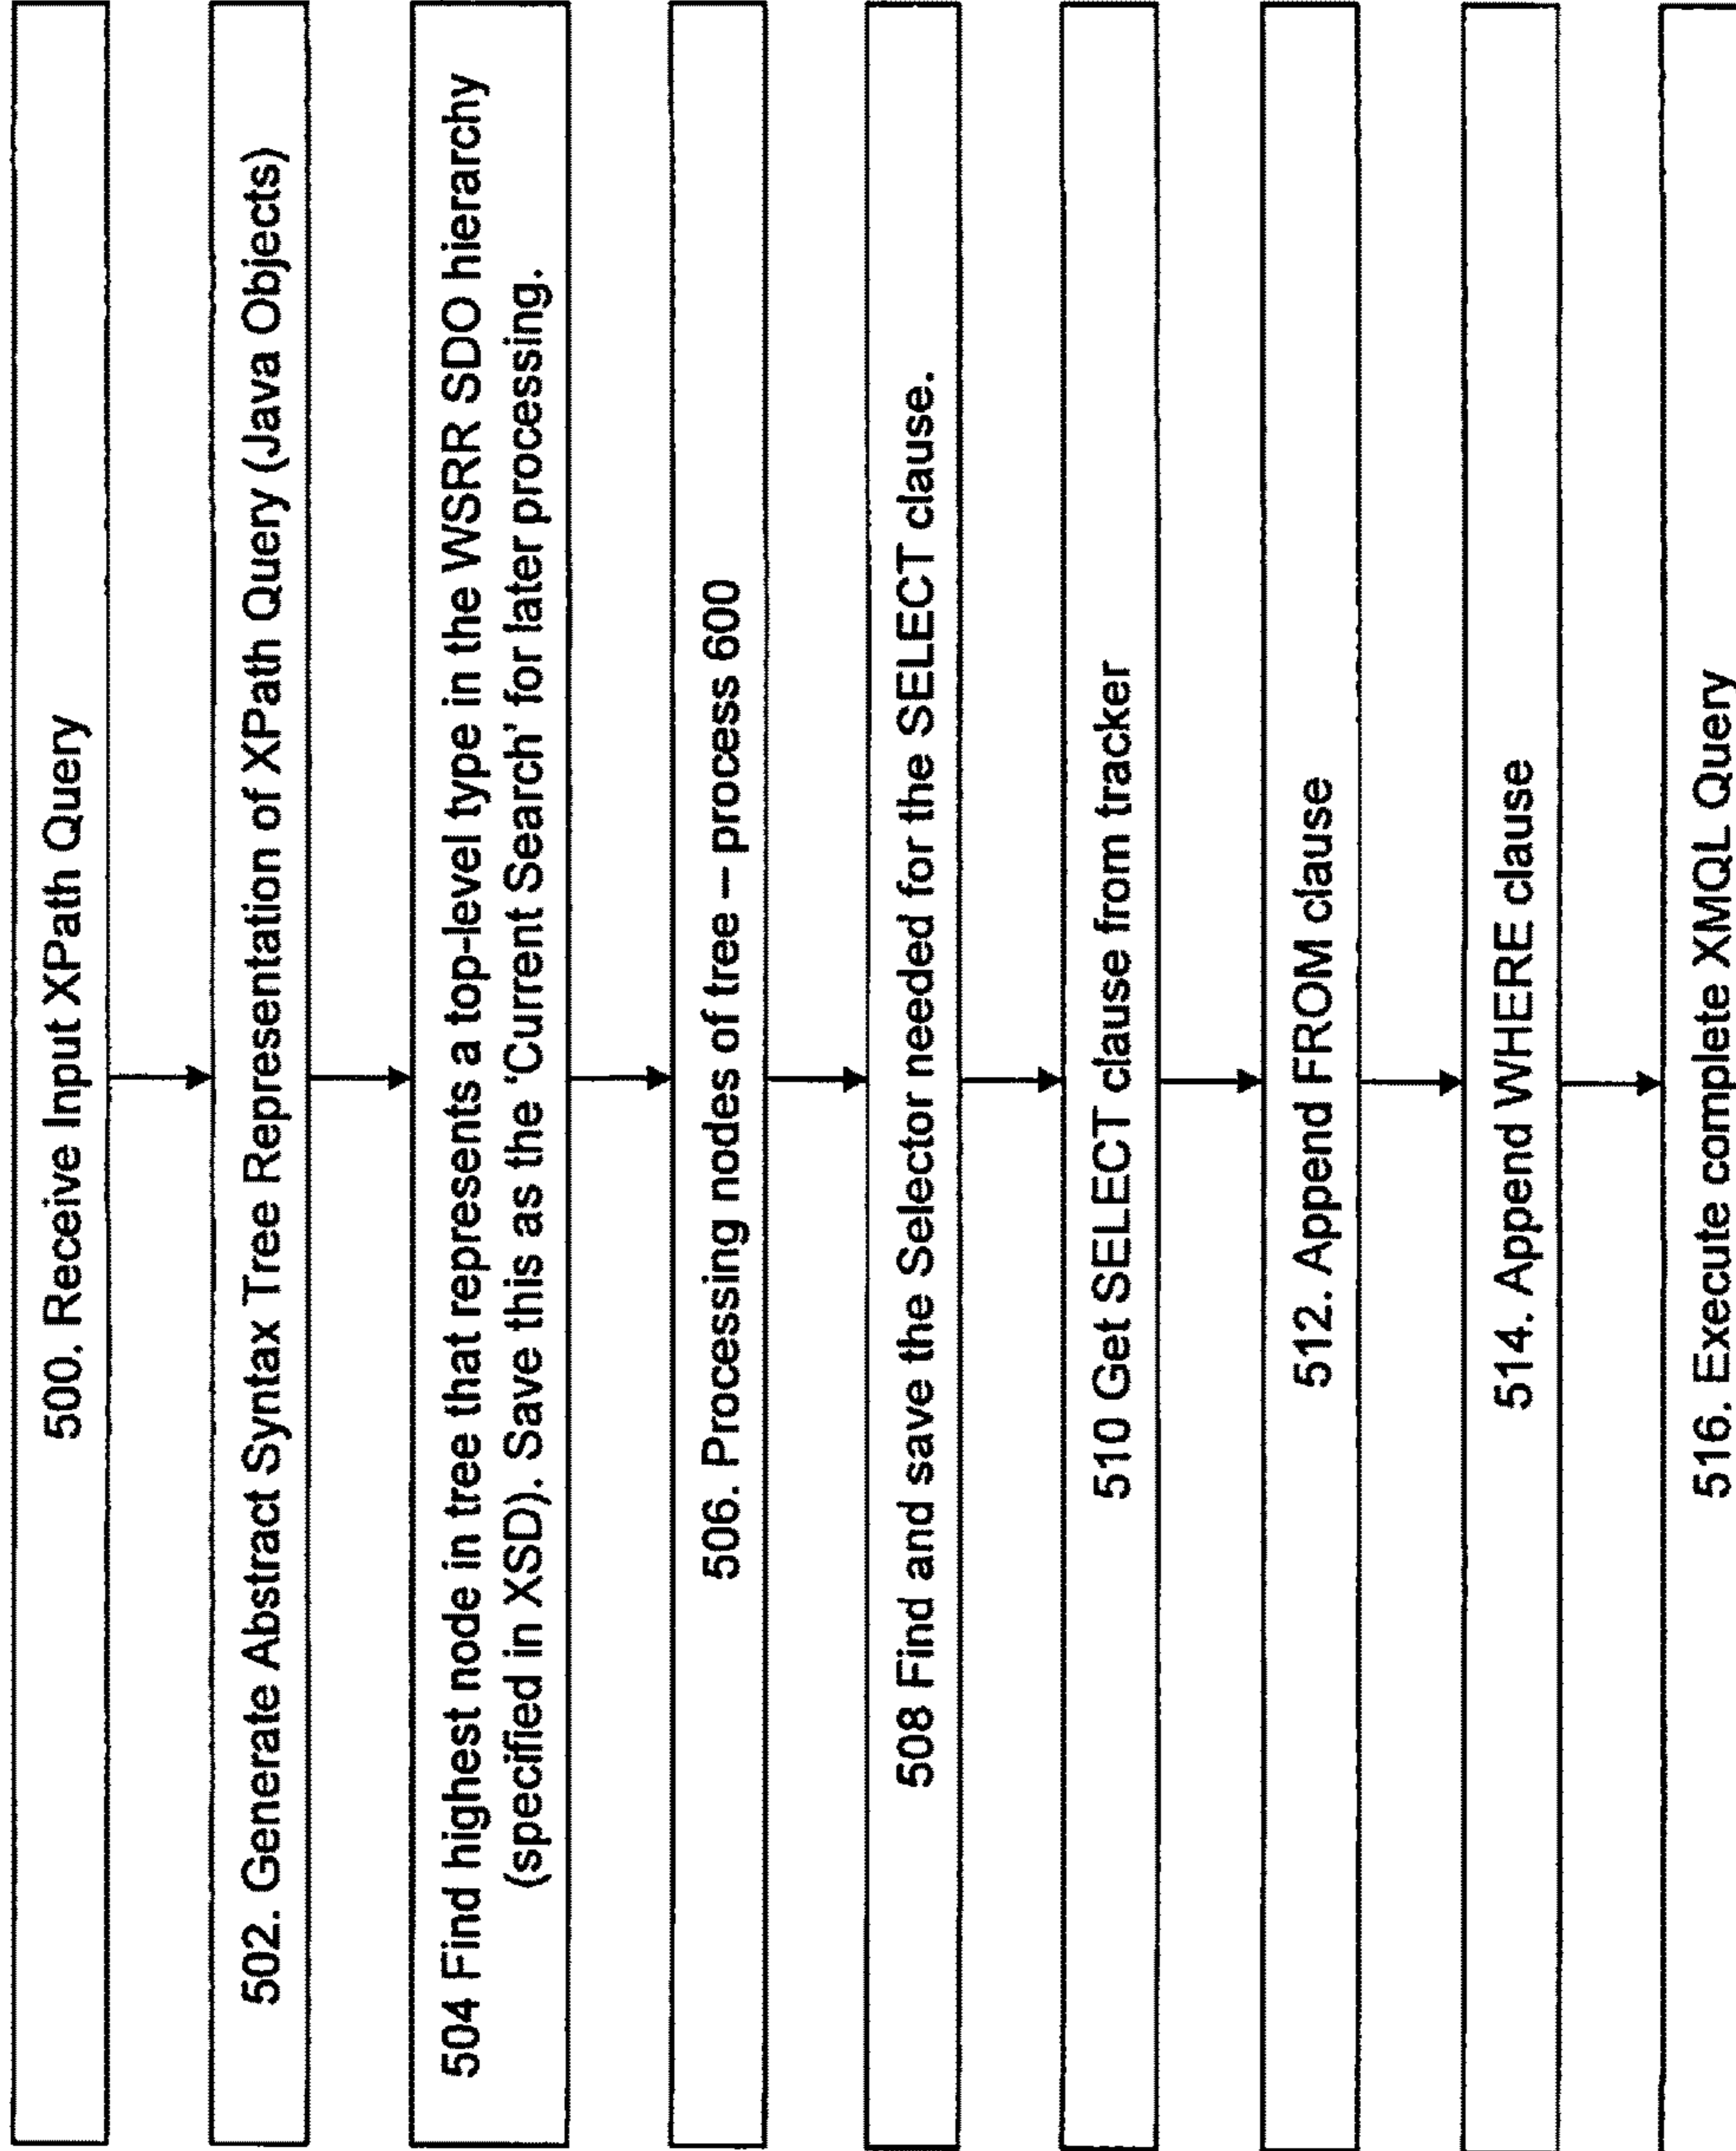 500. Receive Input XPath Query
502. Generate Abstract Syntax Tree Representation of XPath Query (Java Objects)
504 Find highest node in tree that represents a top-level type in the WSRR SDO hierarchy
(specified in XSD). Save this as the 'Current Search' for later processing.
506. Processing nodes of tree – process 600
508 Find and save the Selector needed for the SELECT clause.
510 Get SELECT clause from tracker
512. Append FROM clause
514. Append WHERE clause
516. Execute complete XMQL Query